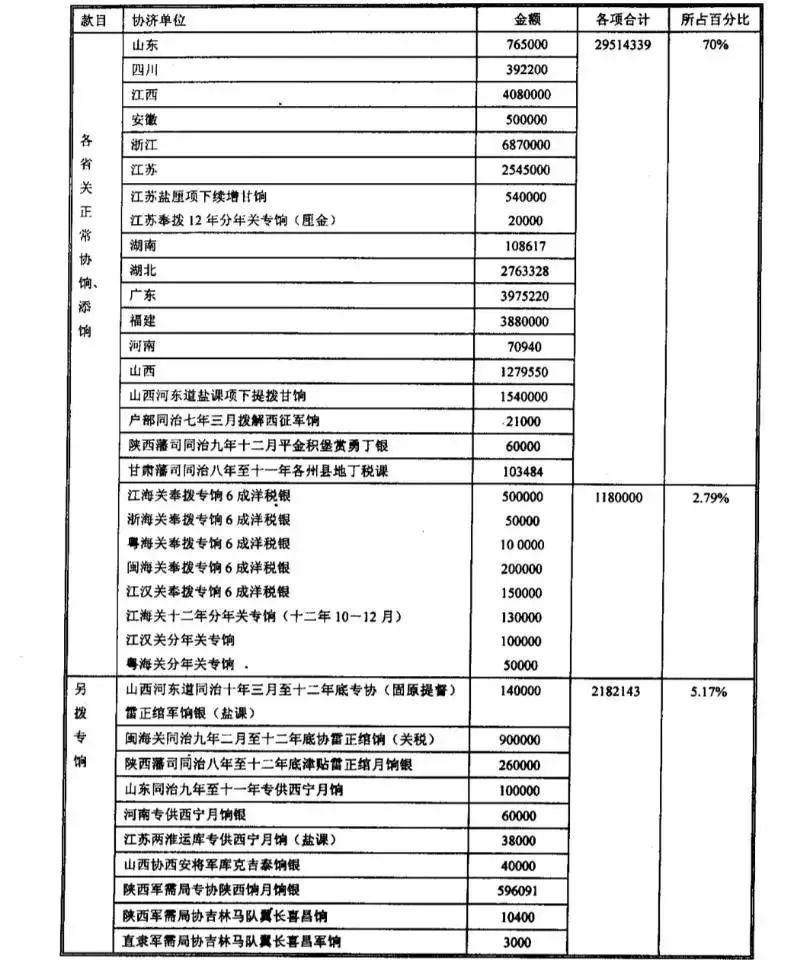 款目 协济单位 金额 各项合计 所占百分比
各省关正常协饷、添饷 山东 765000 29514339 70%
四川 392200
江西 4080000
安徽 500000
浙江 6870000
江苏 2545000
江苏盐厘项下续增甘饷 540000
江苏奉拨12年分年关专饷（厘金） 20000
湖南 108617
湖北 2763328
广东 3975220
福建 3880000
河南 70940
山西 1279550
山西河东道盐课项下提拨甘饷 1540000
户部同治七年三月拨解西征军饷 21000
陕西藩司同治九年十二月平金积堡赏勇丁银 60000
甘肃藩司同治八年至十一年各州县地丁税课 103484
江海关奉拨专饷6成洋税银 500000 1180000 2.79%
浙海关奉拨专饷6成洋税银 50000
粤海关奉拨专饷6成洋税银 10 0000
闽海关奉拨专饷6成洋税银 200000
江汉关奉拨专饷6成洋税银 150000
江海关十二年分年关专饷（十二年10－12月） 130000
江汉关分年关专饷 100000
粤海关分年关专饷 50000
另拨专饷 山西河东道同治十年三月至十二年底专协（固原提督） 140000 2182143 5.17%
雷正绾军饷银（盐课）
闽海关同治九年二月至十二年底协雷正绾饷（关税） 900000
陕西藩司同治八年至十二年底津贴雷正绾月饷银 260000
山东同治九年至十一年专供西宁月饷 100000
河南专供西宁月饷银 60000
江苏两淮运库专供西宁月饷（盐课） 38000
山西协西安将军库克吉泰饷银 40000
陕西军需局专协陕西饷月饷银 596091
陕西军需局协吉林马队翼长喜昌饷 10400
直隶军需局协吉林马队翼长喜昌军饷 3000